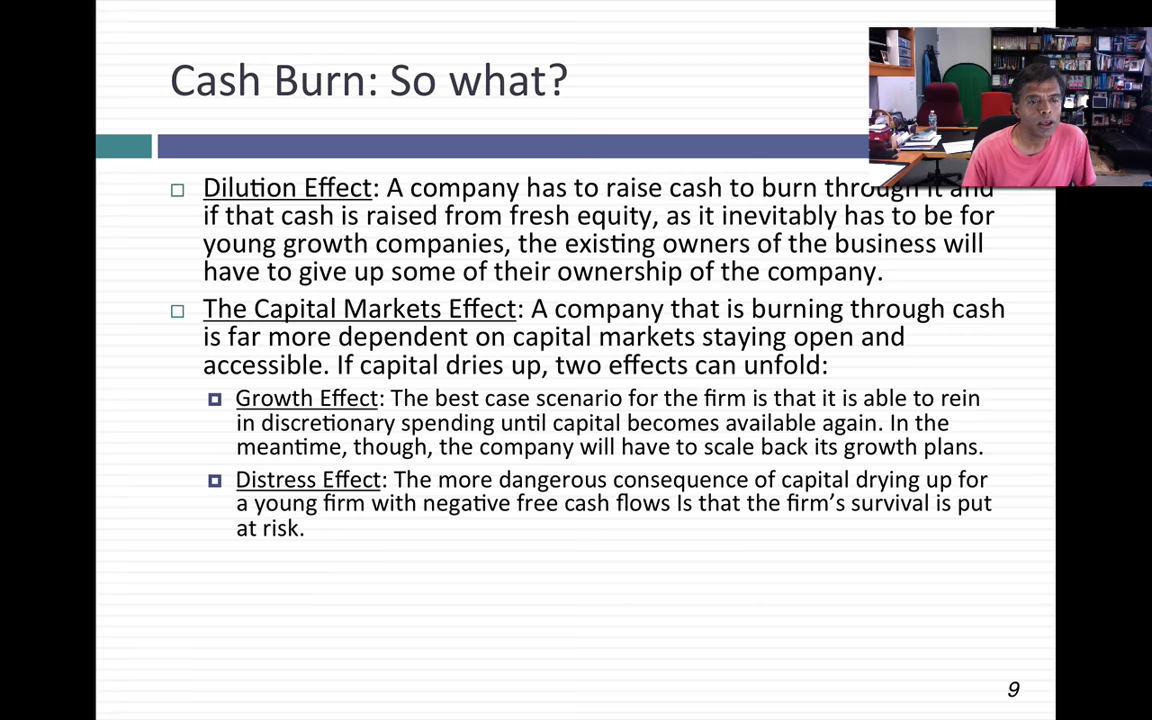 Cash Burn: So what?
Dilution Effect: A company has to raise cash to burn through it and
if that cash is raised from fresh equity, as it inevitably has to be for
young growth companies, the existing owners of the business will
have to give up some of their ownership of the company.
The Capital Markets Effect: A company that is burning through cash
is far more dependent on capital markets staying open and
accessible. If capital dries up, two effects can unfold:
Growth Effect: The best case scenario for the firm is that it is able to rein
in discretionary spending until capital becomes available again. In the
meantime, though, the company will have to scale back its growth plans.
Distress Effect: The more dangerous consequence of capital drying up for
a young firm with negative free cash flows Is that the firm’s survival is put
at risk.
9